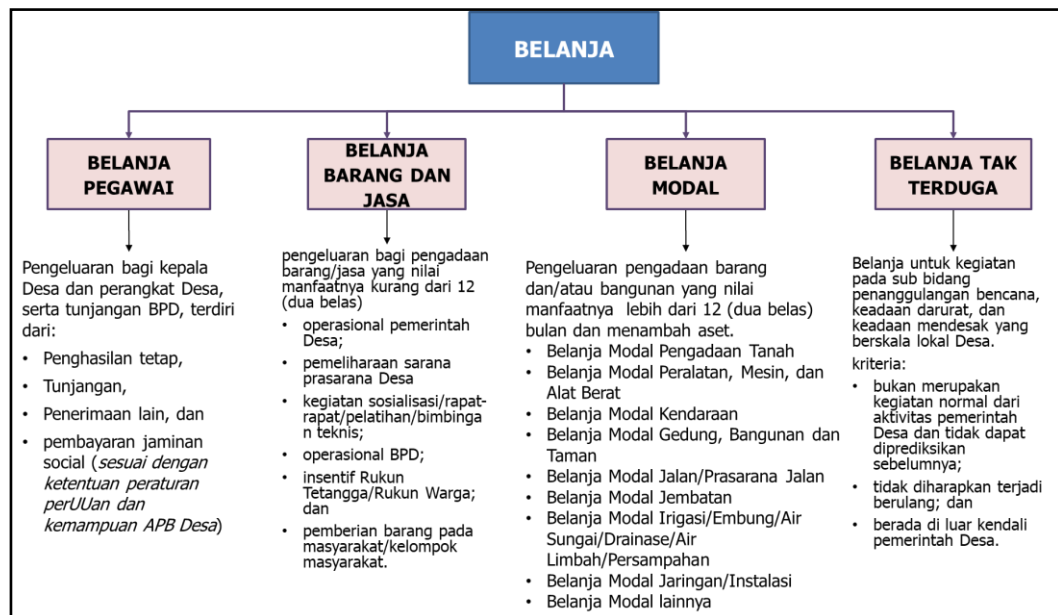 BELANJA
BELANJA
PEGAWAI
Pengeluaran bagi kepala
Desa dan perangkat Desa,
serta tunjangan BPD, terdiri
dari:
• Penghasilan tetap,
• Tunjangan,
• Penerimaan lain, dan
• pembayaran jaminan
social (sesuai dengan
ketentuan peraturan
perUUan dan
kemampuan APB Desa)
BELANJA
BARANG DAN
JASA
pengeluaran bagi pengadaan
barang/jasa yang nilai
manfaatnya kurang dari 12
(dua belas)
• operasional pemerintah
Desa;
• pemeliharaan sarana
prasarana Desa
• kegiatan sosialisasi/rapat-
rapat/pelatihan/bimbinga
n teknis;
• operasional BPD;
• insentif Rukun
Tetangga/Rukun Warga;
dan
• pemberian barang pada
masyarakat/kelompok
masyarakat.
BELANJA
MODAL
Pengeluaran pengadaan barang
dan/atau bangunan yang nilai
manfaatnya lebih dari 12 (dua belas)
bulan dan menambah aset.
• Belanja Modal Pengadaan Tanah
• Belanja Modal Peralatan, Mesin, dan
Alat Berat
• Belanja Modal Kendaraan
• Belanja Modal Gedung, Bangunan dan
Taman
• Belanja Modal Jalan/Prasarana Jalan
• Belanja Modal Jembatan
• Belanja Modal Irigasi/Embung/Air
Sungai/Drainase/Air
Limbah/Persampahan
• Belanja Modal Jaringan/Instalasi
• Belanja Modal lainnya
BELANJA TAK
TERDUGA
Belanja untuk kegiatan
pada sub bidang
penanggulangan bencana,
keadaan darurat, dan
keadaan mendesak yang
berskala lokal Desa.
kriteria:
• bukan merupakan
kegiatan normal dari
aktivitas pemerintah
Desa dan tidak dapat
diprediksikan
sebelumnya;
• tidak diharapkan terjadi
berulang; dan
• berada di luar kendali
pemerintah Desa.